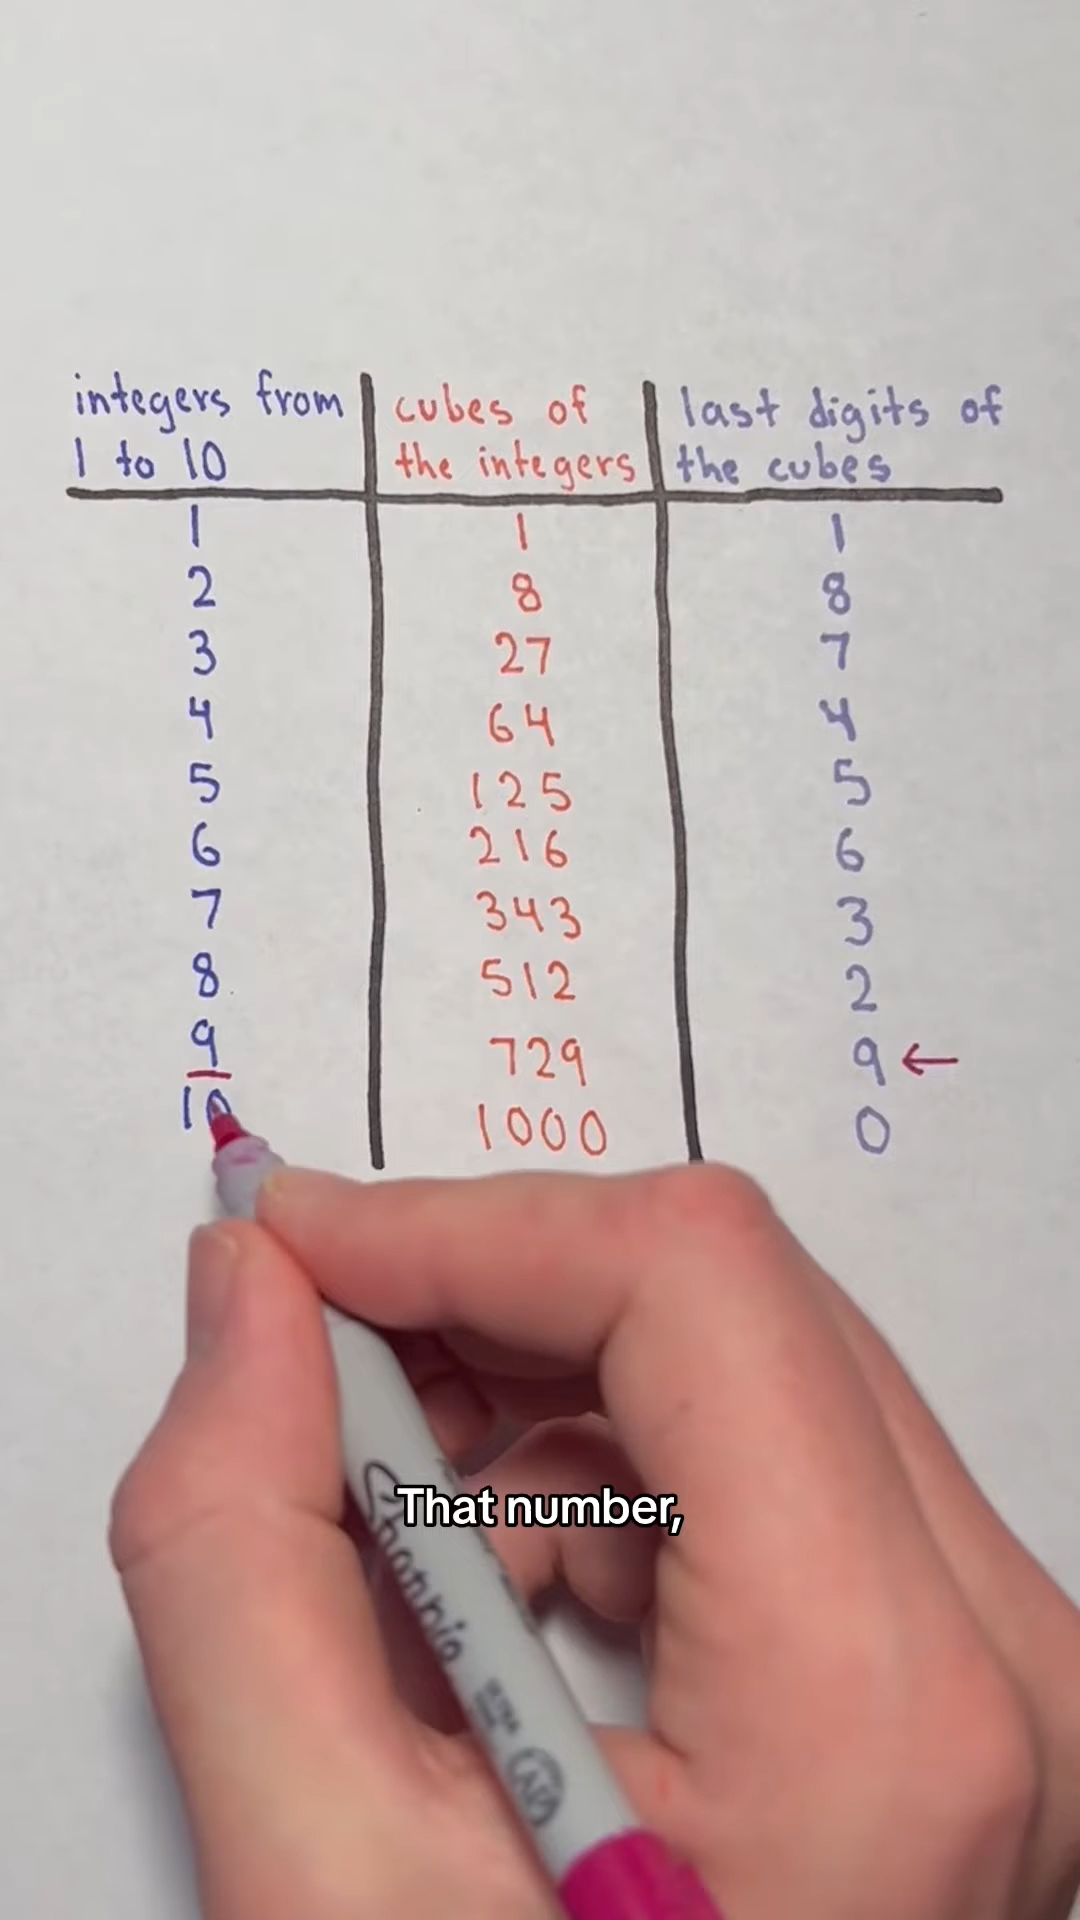 integers from 1 to 10 | cubes of the integers | last digits of the cubes
1 1 1
2 8 8
3 27 7
4 64 4
5 125 5
6 216 6
7 343 3
8 512 2
9 729 9 ←
10 1000 0
That number,
Sharpie